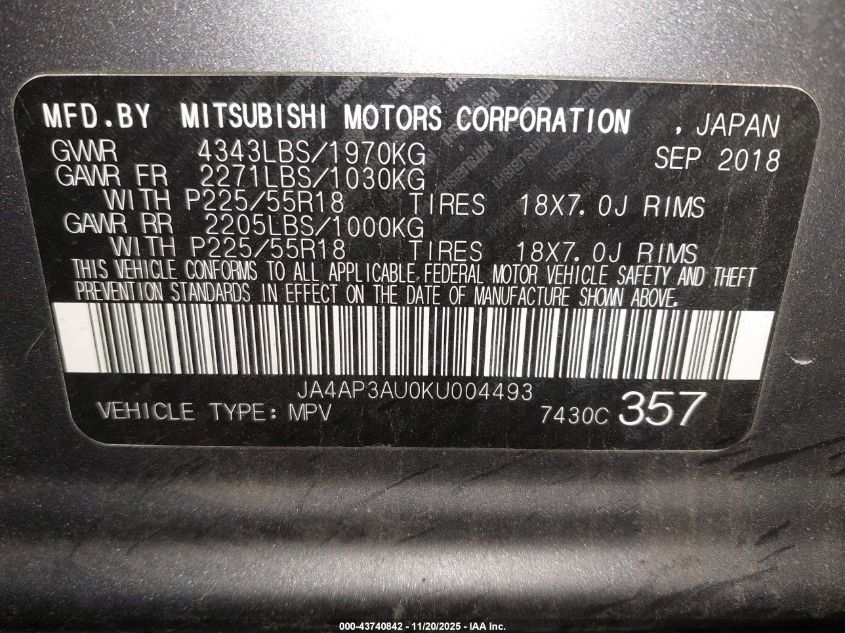 MFD.BY MITSUBISHI MOTORS CORPORATION , JAPAN
GVWR 4343LBS/1970KG SEP 2018
GAWR FR 2271LBS/1030KG
WITH P225/55R18 TIRES 18X7.0J RIMS
GAWR RR 2205LBS/1000KG
WITH P225/55R18 TIRES 18X7.0J RIMS
THIS VEHICLE CONFORMS TO ALL APPLICABLE FEDERAL MOTOR VEHICLE SAFETY AND THEFT
PREVENTION STANDARDS IN EFFECT ON THE DATE OF MANUFACTURE SHOWN ABOVE.
JA4AP3AU0KU004493
VEHICLE TYPE: MPV 7430C 357
000-43740842 - 11/20/2025 - IAA Inc.